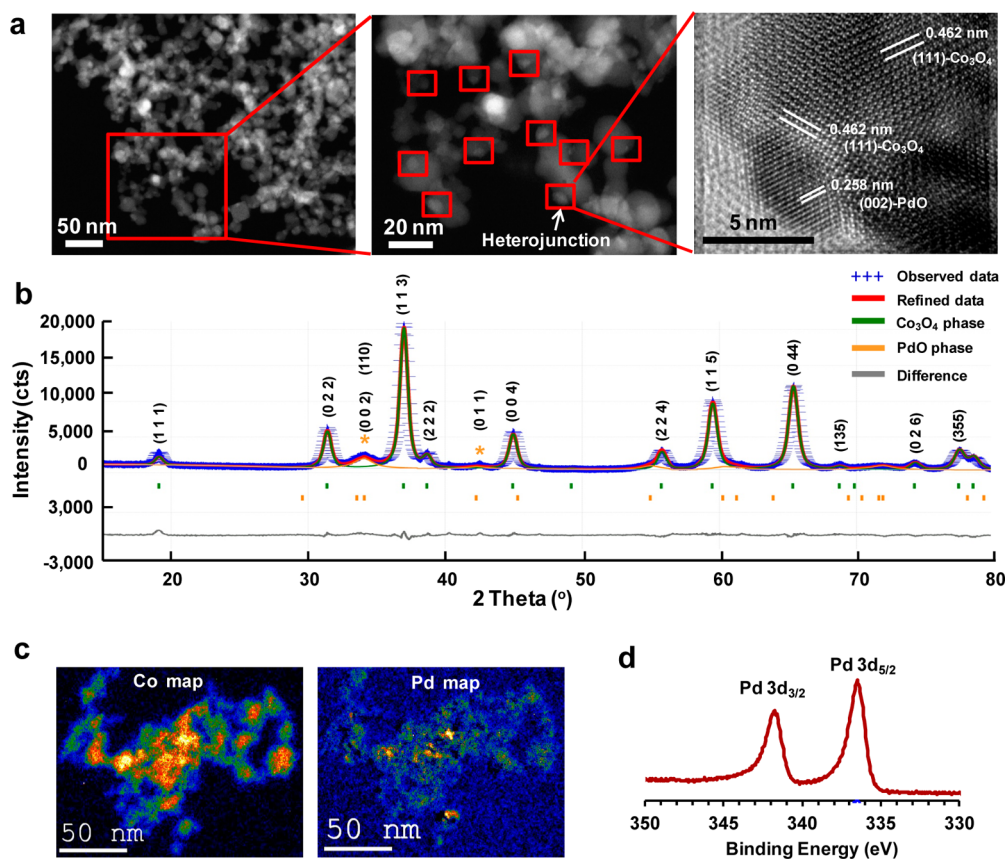 a
50 nm
20 nm
Heterojunction
0.462 nm
(111)-Co₃O₄
0.462 nm
(111)-Co₃O₄
0.258 nm
(002)-PdO
5 nm
b
+++ Observed data
Refined data
Co₃O₄ phase
PdO phase
Difference
Intensity (cts)
20,000
15,000
10,000
5,000
0
3,000
-3,000
(1 1 1)
(0 2 2)
* (0 0 2)
(110)
(1 1 3)
(2 2 2)
* (0 1 1)
(0 0 4)
(2 2 4)
(1 1 5)
(0 44)
(135)
(0 2 6)
(355)
20 30 40 50 60 70 80
2 Theta (°)
c
Co map
50 nm
Pd map
50 nm
d
Pd 3d₃/₂
Pd 3d₅/₂
350 345 340 335 330
Binding Energy (eV)